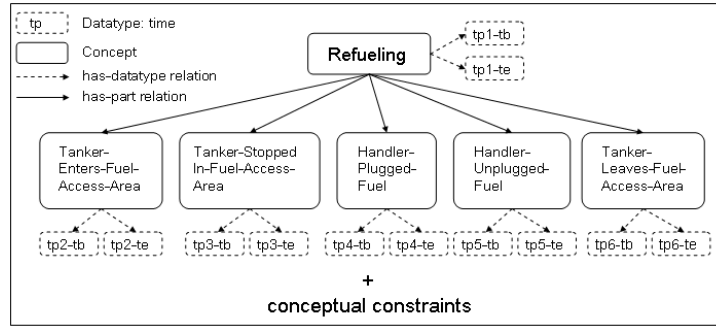 tp Datatype: time
Concept
has-datatype relation
has-part relation
Refueling
tp1-tb
tp1-te
Tanker-
Enters-Fuel-
Access-Area
Tanker-Stopped
In-Fuel-Access-
Area
Handler-
Plugged-
Fuel
Handler-
Unplugged-
Fuel
Tanker-
Leaves-Fuel-
Access-Area
tp2-tb tp2-te tp3-tb tp3-te tp4-tb tp4-te tp5-tb tp5-te tp6-tb tp6-te
+
conceptual constraints